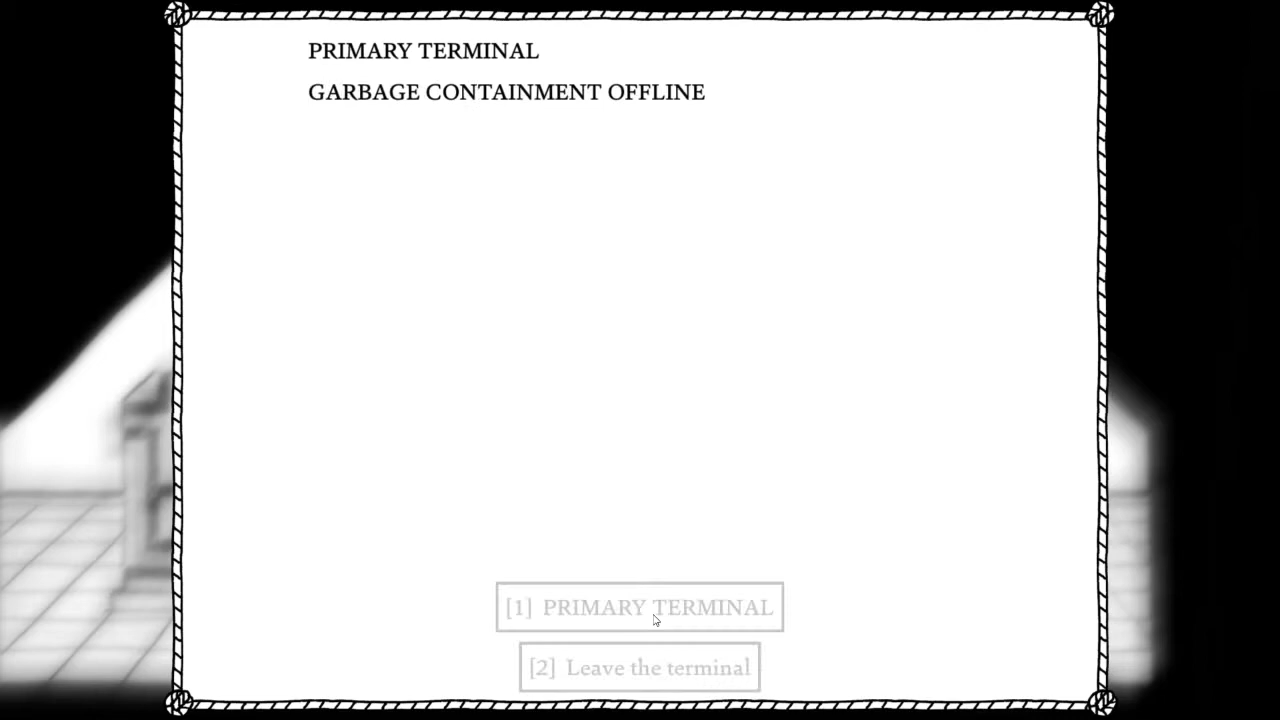 PRIMARY TERMINAL
GARBAGE CONTAINMENT OFFLINE
[1] PRIMARY TERMINAL
[2] Leave the terminal